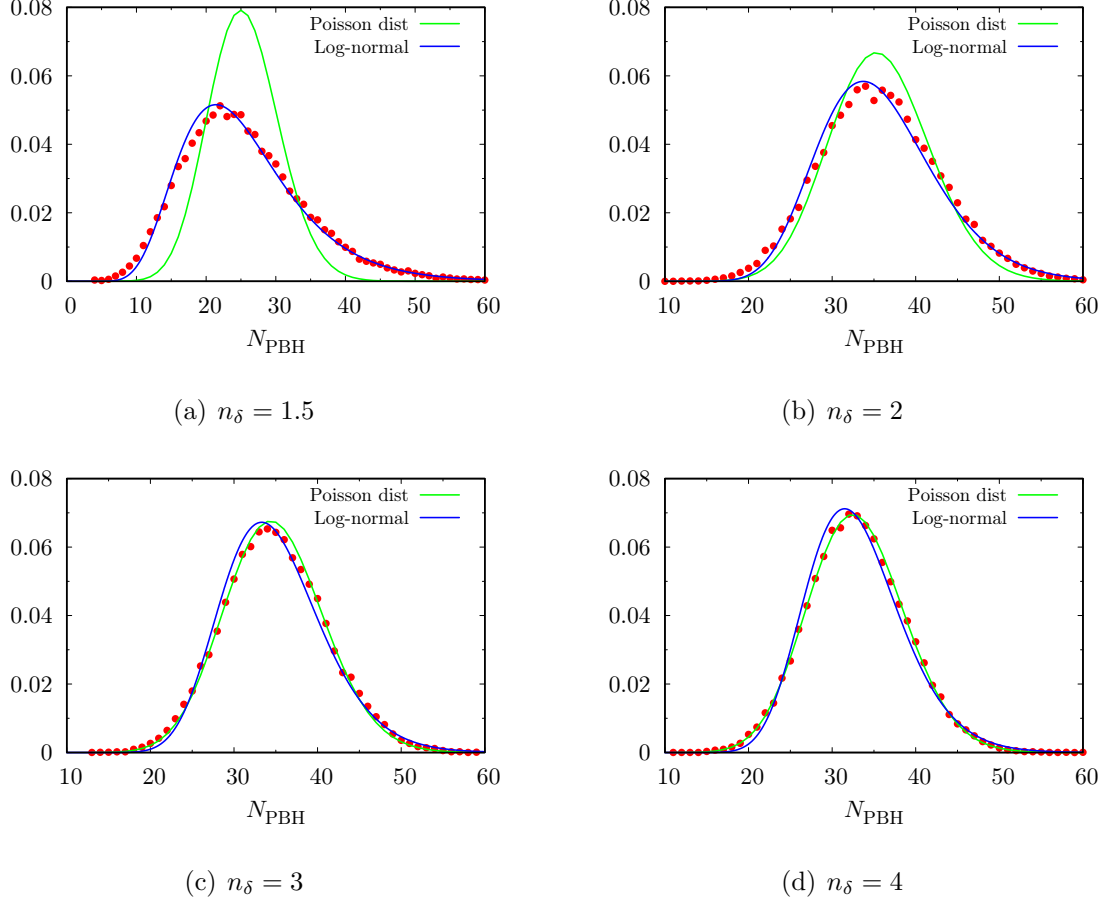 0.08
0.06
0.04
0.02
0
0 10 20 30 40 50 60
Poisson dist
Log-normal
N_PBH
(a) n_δ = 1.5
0.08
0.06
0.04
0.02
0
10 20 30 40 50 60
Poisson dist
Log-normal
N_PBH
(b) n_δ = 2
0.08
0.06
0.04
0.02
0
10 20 30 40 50 60
Poisson dist
Log-normal
N_PBH
(c) n_δ = 3
0.08
0.06
0.04
0.02
0
10 20 30 40 50 60
Poisson dist
Log-normal
N_PBH
(d) n_δ = 4